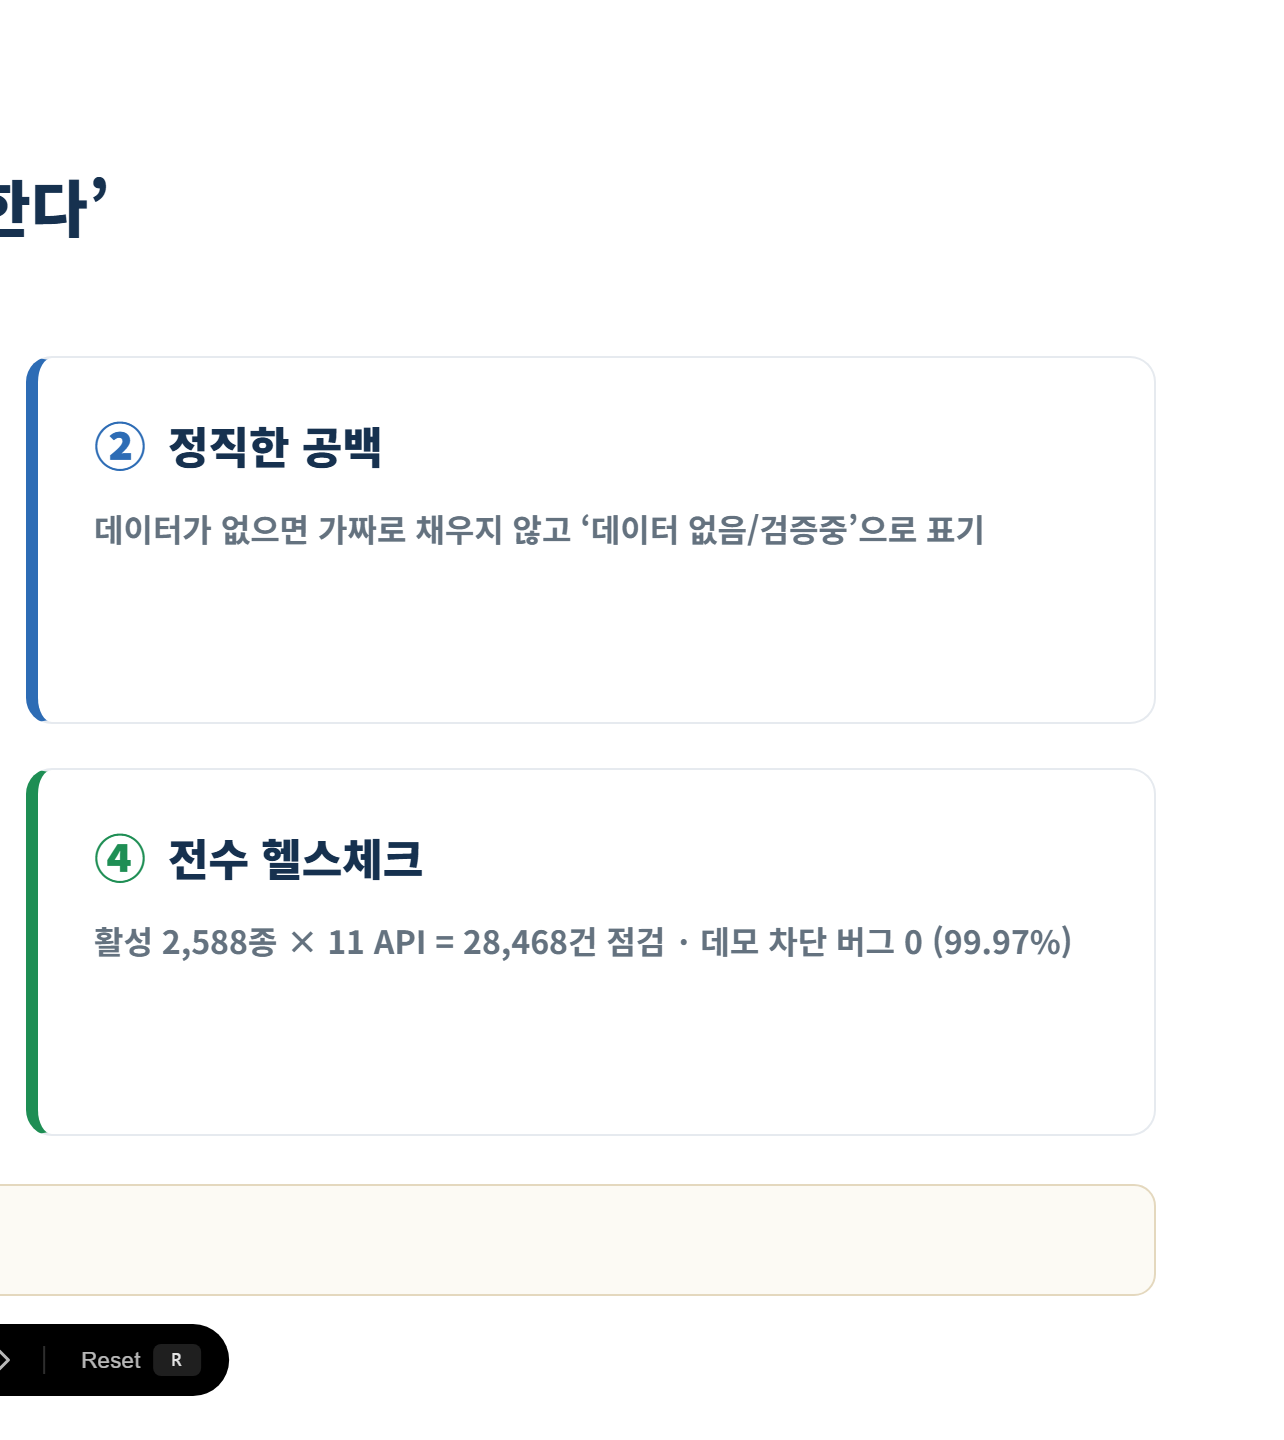 한다’
② 정직한 공백
데이터가 없으면 가짜로 채우지 않고 ‘데이터 없음/검증중’으로 표기
④ 전수 헬스체크
활성 2,588종 × 11 API = 28,468건 점검 · 데모 차단 버그 0 (99.97%)
Reset R